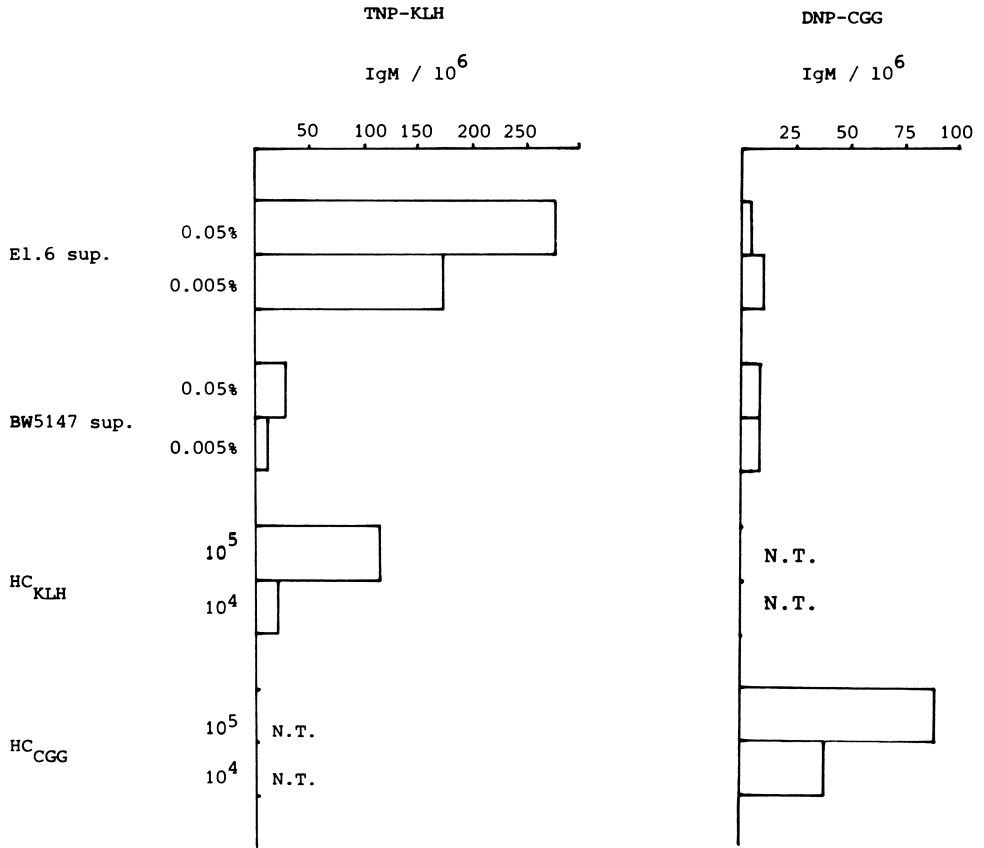 TNP-KLH DNP-CGG
IgM / 10^6 IgM / 10^6
50 100 150 200 250 25 50 75 100
0.05%
El.6 sup.
0.005%
0.05%
BW5147 sup.
0.005%
10^5 N.T.
HC_KLH
10^4 N.T.
10^5 N.T.
HC_CGG
10^4 N.T.